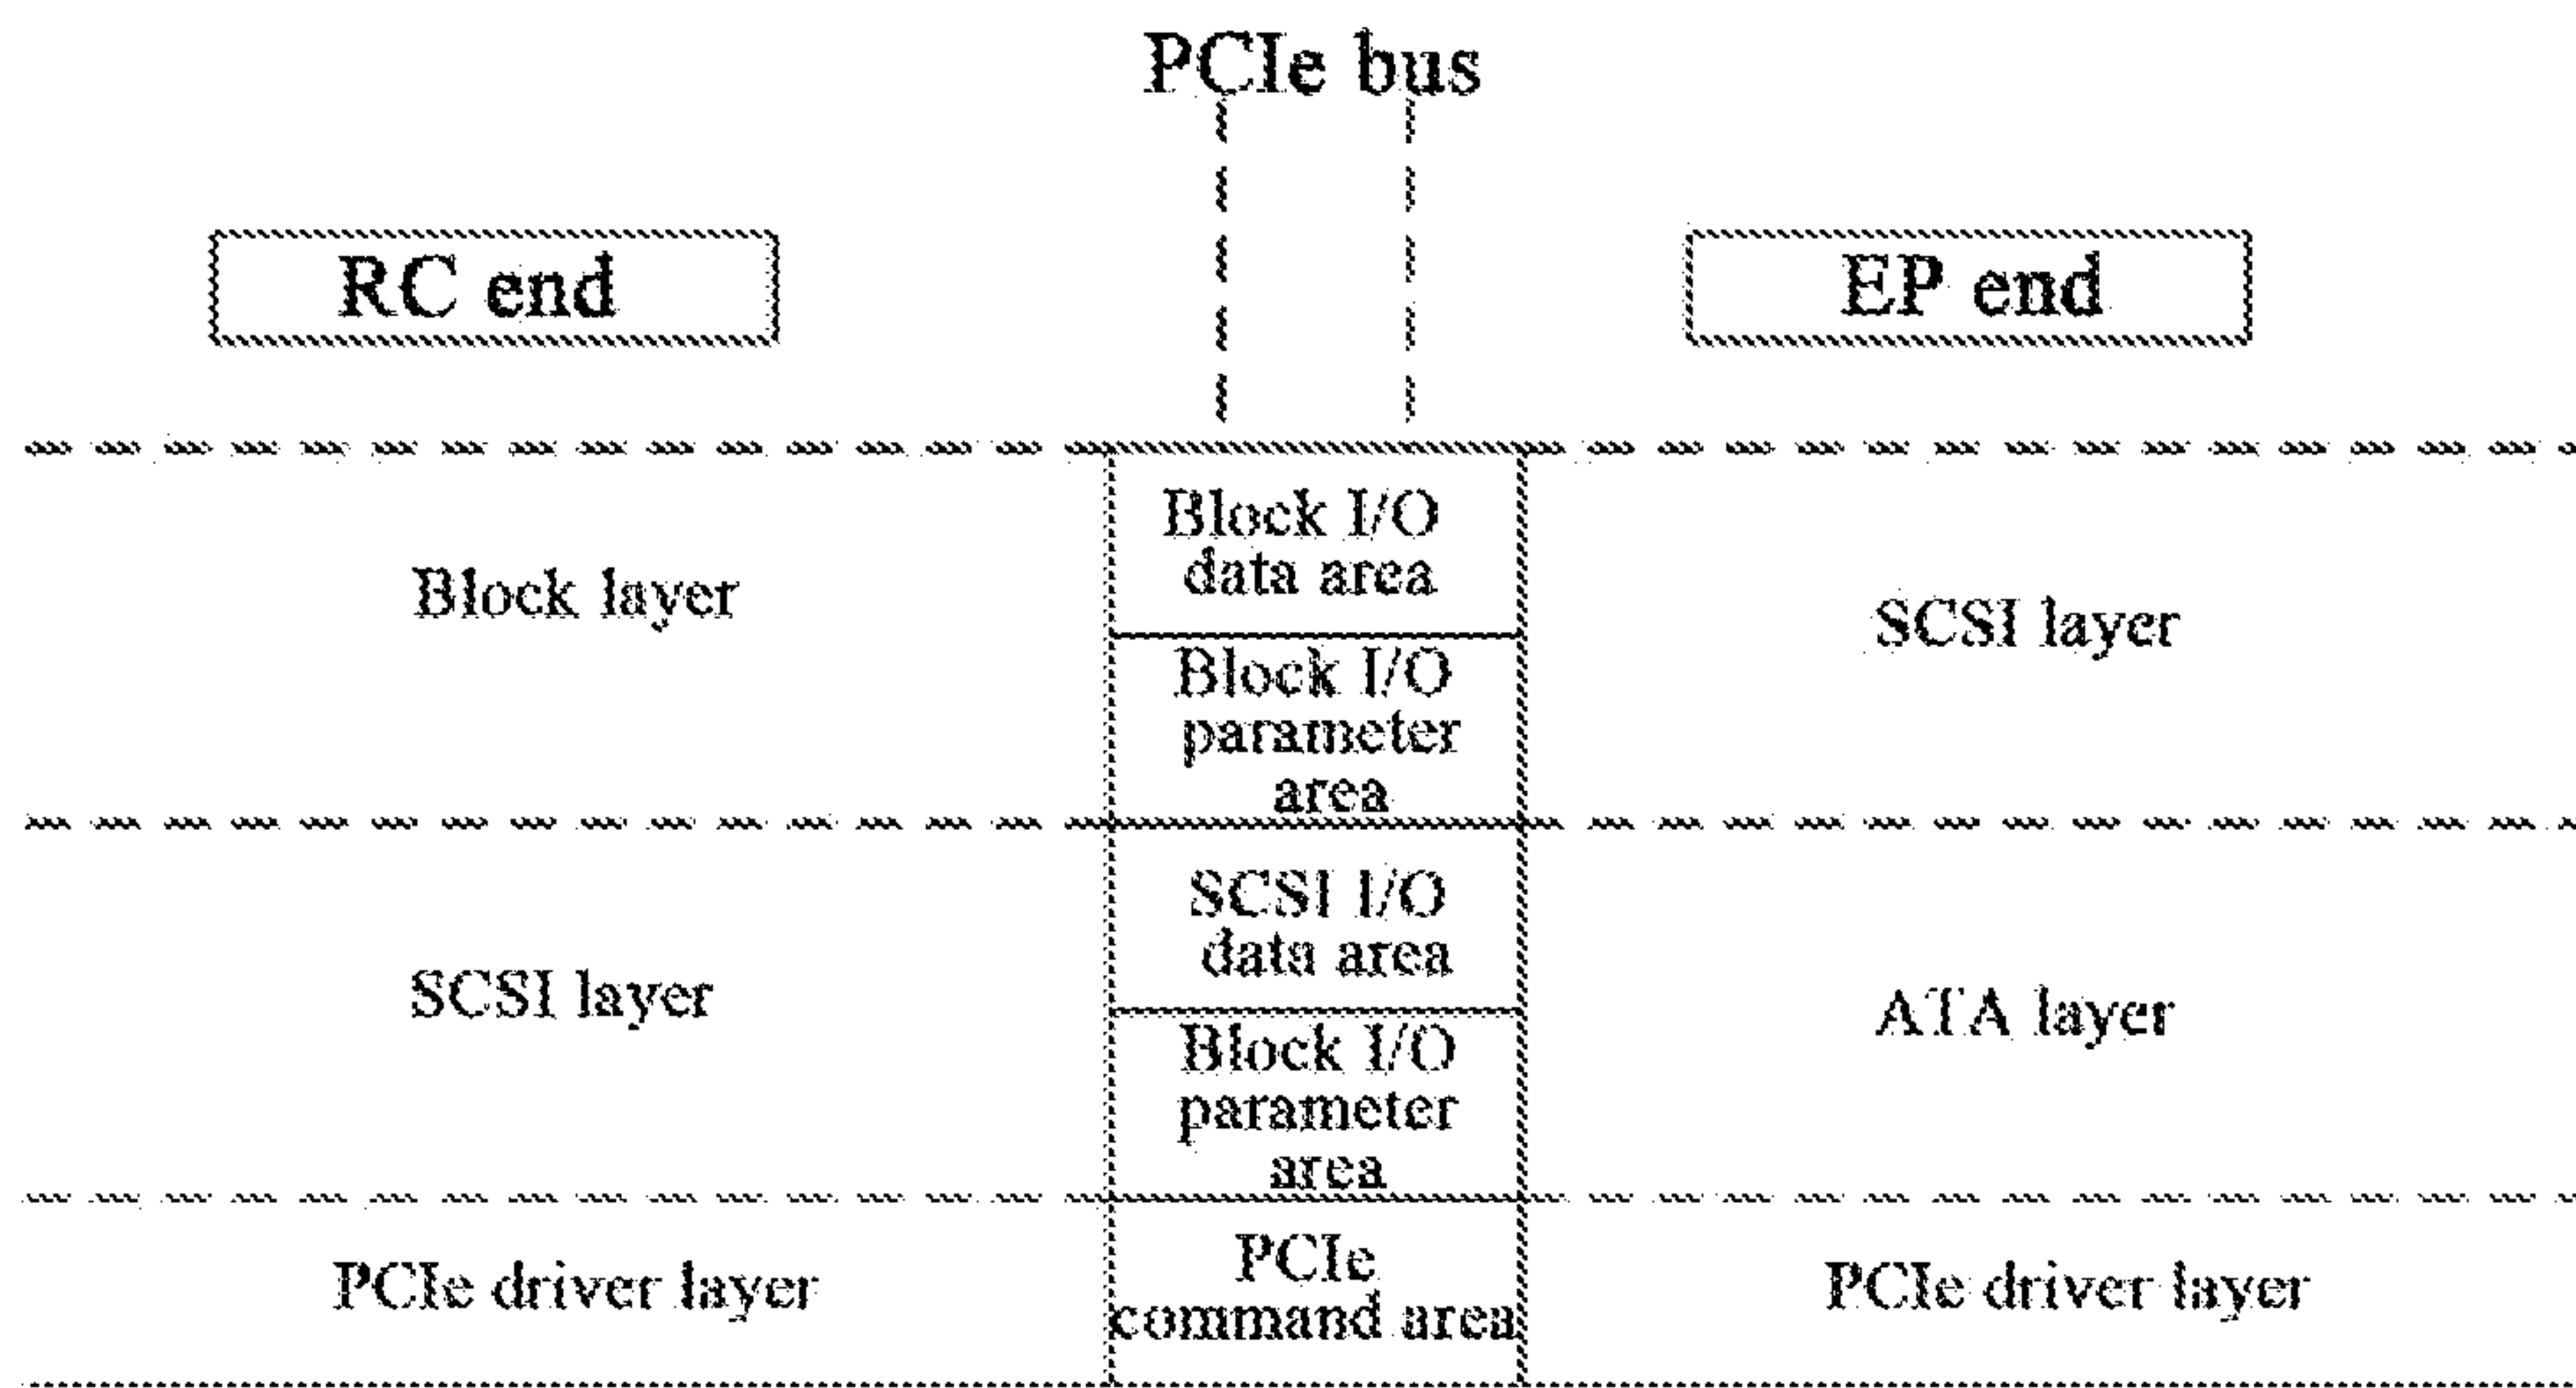 PCIe bus
RC end
EP end
Block layer
Block I/O
data area
Block I/O
parameter
area
SCSI layer
SCSI layer
SCSI I/O
data area
Block I/O
parameter
area
ATA layer
PCIe driver layer
PCIe
command area
PCIe driver layer